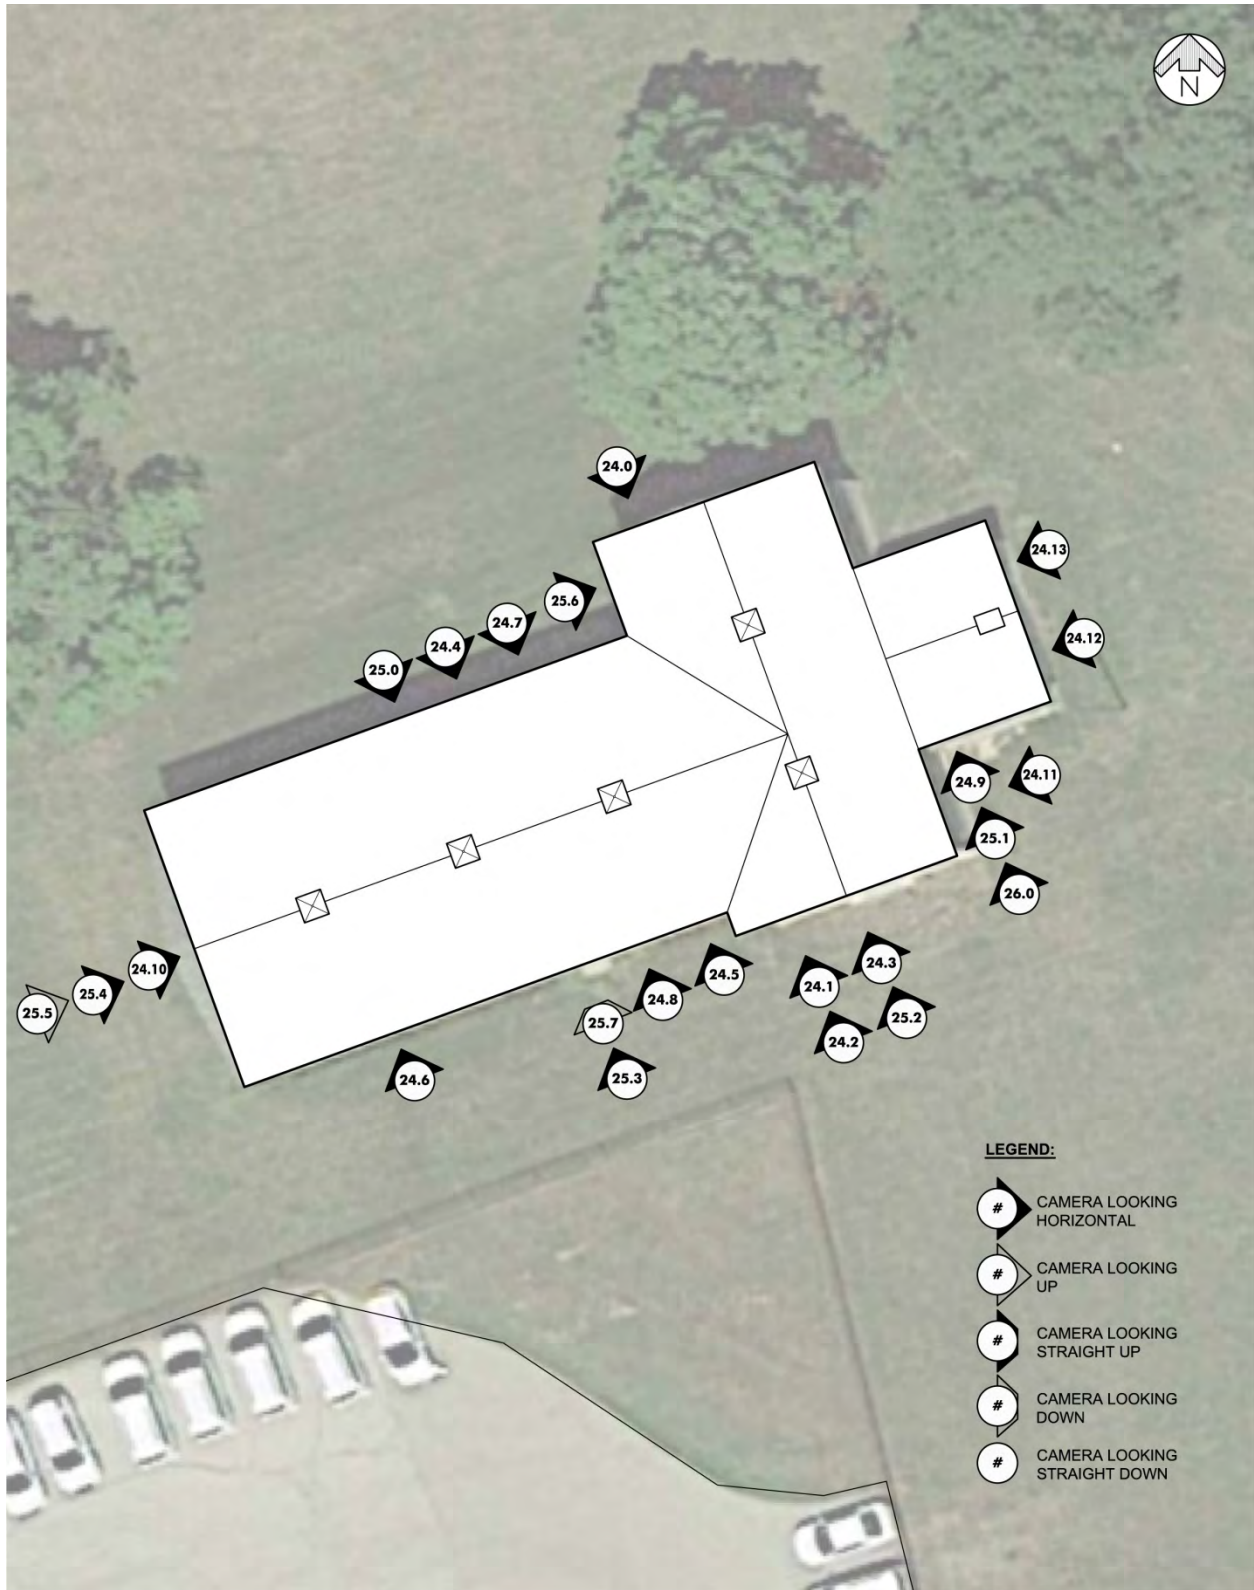 N
24.0
24.13
25.6
24.7
24.12
24.4
25.0
24.11
24.9
25.1
26.0
24.3
24.10
24.5
24.1
25.4
24.8
25.5
25.2
25.7
24.2
25.3
24.6
LEGEND:
# CAMERA LOOKING
HORIZONTAL
# CAMERA LOOKING
UP
# CAMERA LOOKING
STRAIGHT UP
# CAMERA LOOKING
DOWN
# CAMERA LOOKING
STRAIGHT DOWN